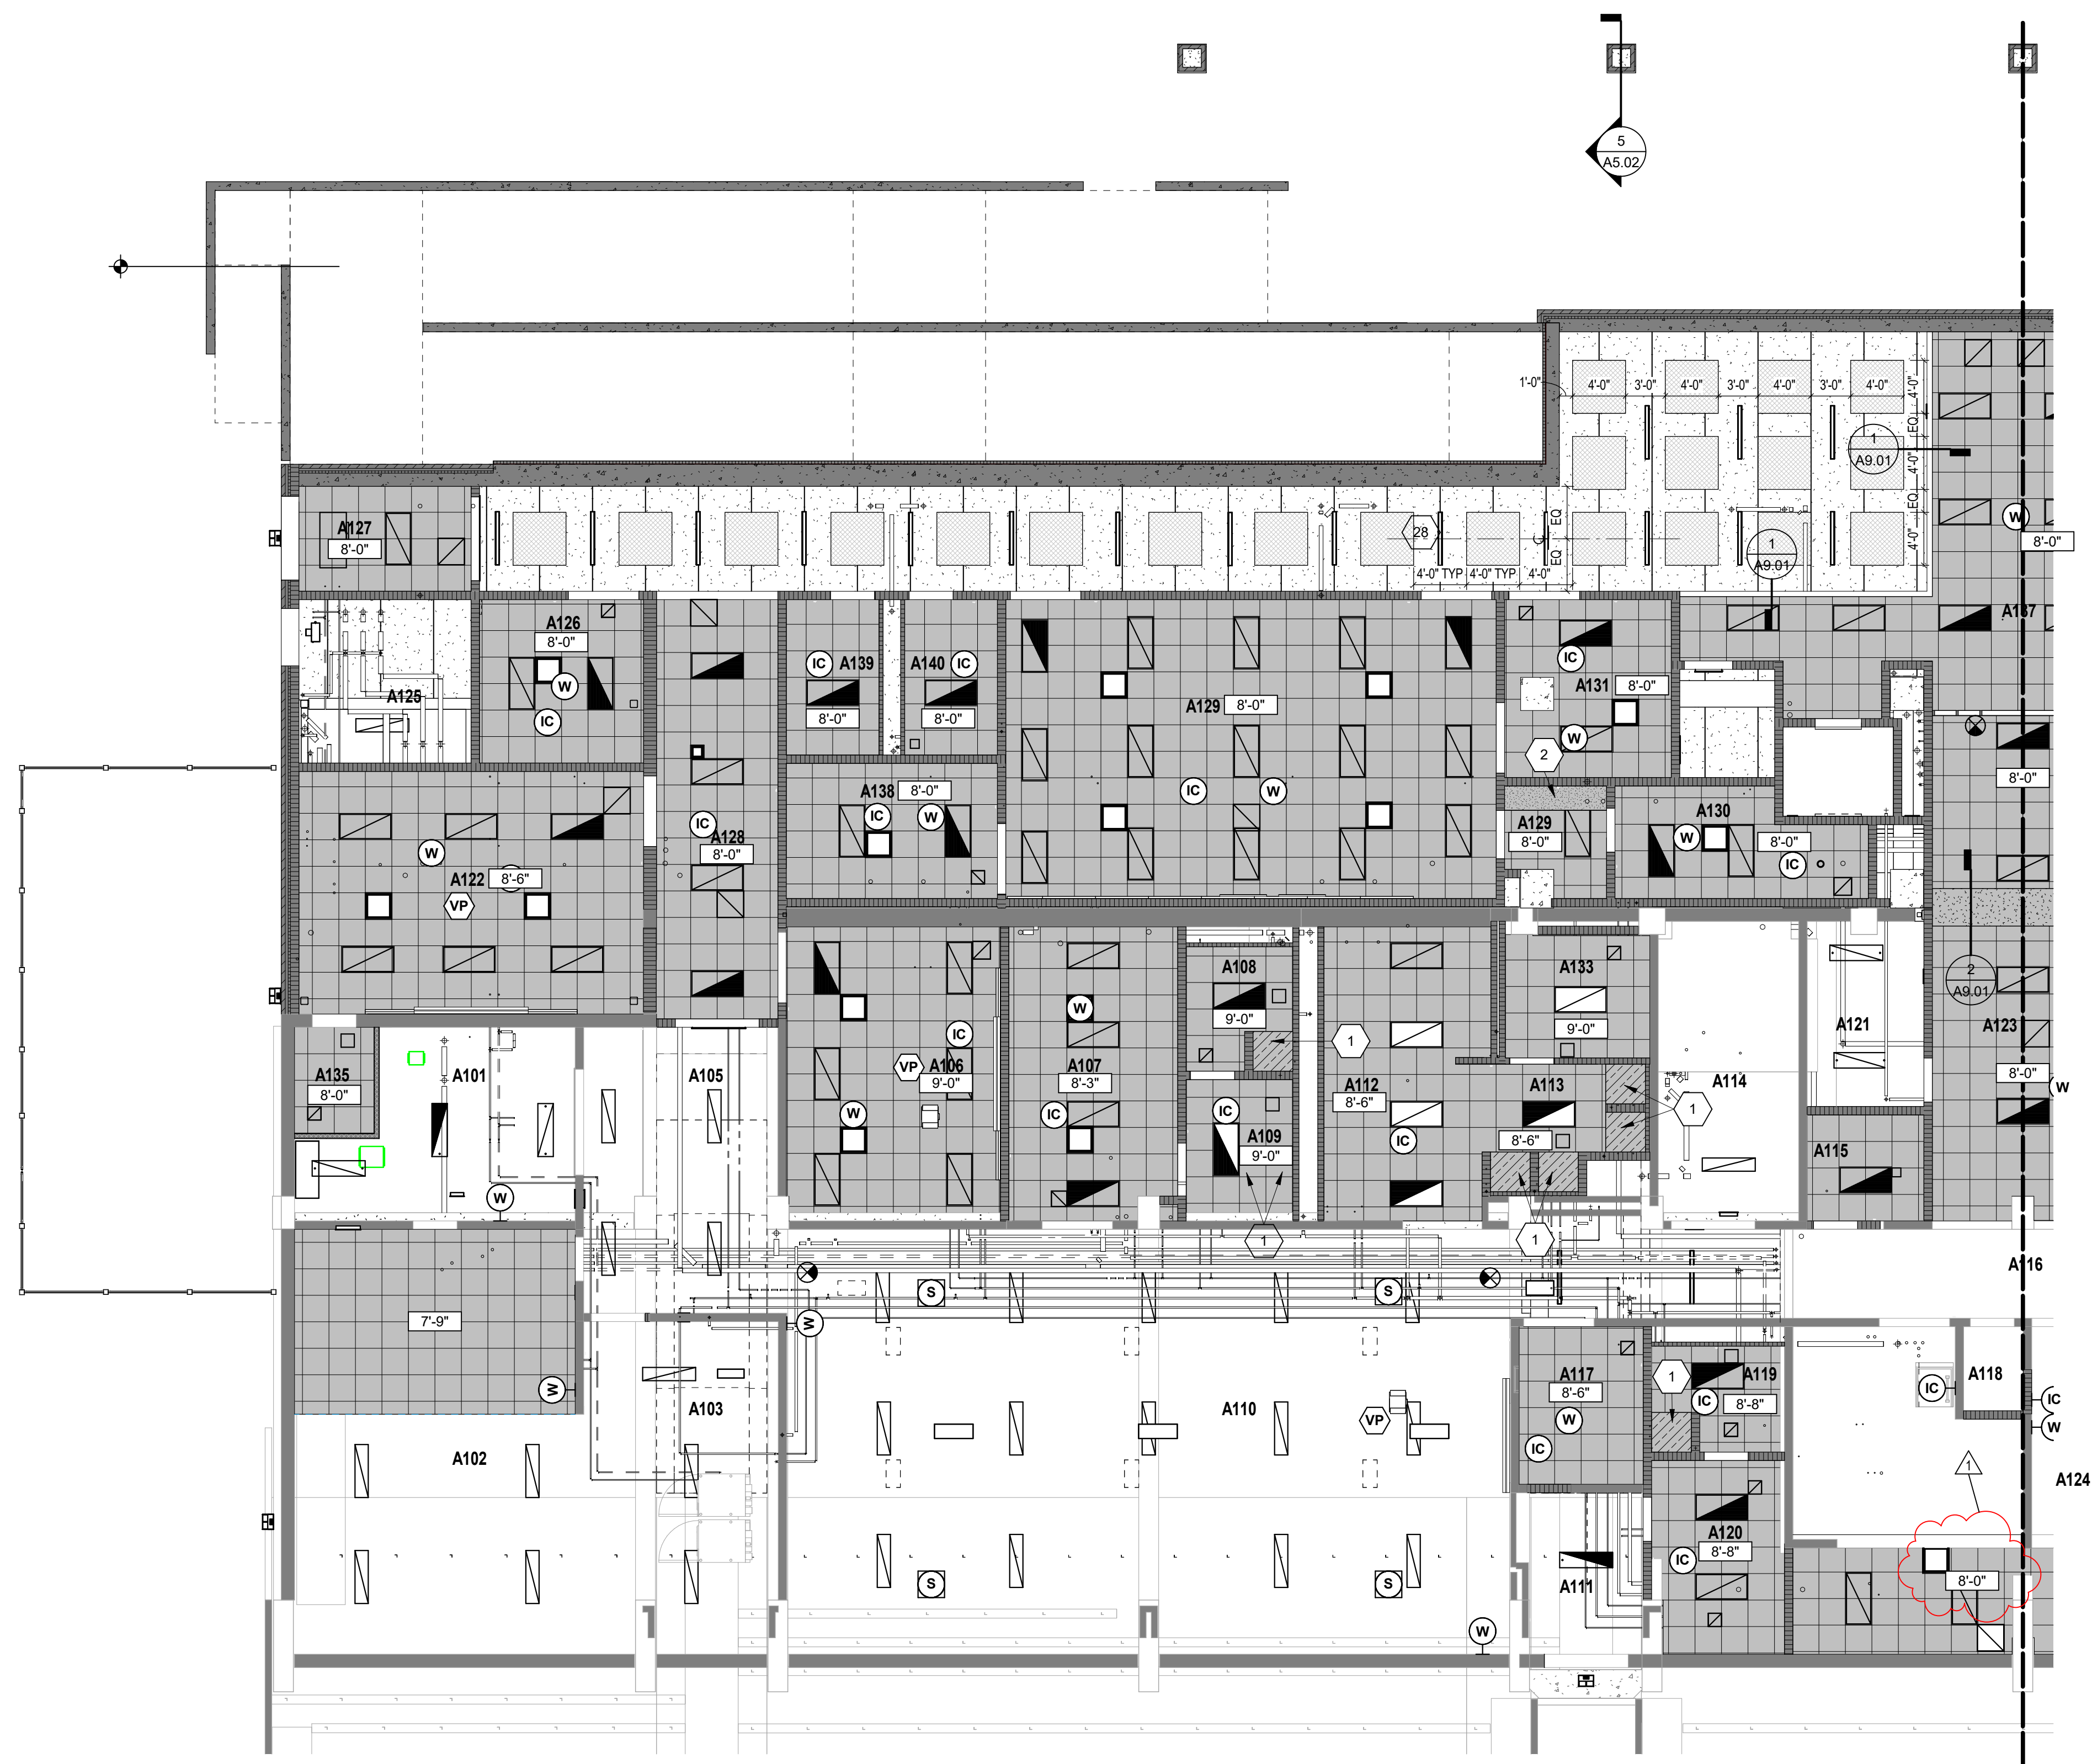 5
A5.02
1'-0"
4'-0"
3'-0"
4'-0"
3'-0"
4'-0"
3'-0"
4'-0"
4'-0"
EQ
4'-0"
EQ
4'-0"
1
A9.01
1
A9.01
28
EQ
EQ
4'-0" TYP
4'-0" TYP
4'-0"
W
8'-0"
A127
8'-0"
A137
A126
8'-0"
W
IC
A125
IC
A139
8'-0"
A140
IC
8'-0"
A129
8'-0"
IC
W
IC
A131
8'-0"
W
2
8'-0"
A138
8'-0"
IC
W
IC
A128
8'-0"
A129
8'-0"
A130
W
8'-0"
IC
W
A122
8'-6"
VP
2
A9.01
A108
9'-0"
A133
9'-0"
A121
A123
8'-0"
W
A135
8'-0"
A101
A105
IC
VP
A106
9'-0"
W
W
A107
8'-3"
IC
1
IC
A109
9'-0"
A112
8'-6"
IC
A113
8'-6"
1
A114
A115
W
1
1
A116
7'-9"
W
S
S
W
A102
A103
A110
VP
A117
8'-6"
W
IC
1
A119
IC
8'-8"
IC
A118
IC
W
A124
1
A120
8'-8"
IC
8'-0"
A111
S
S
W